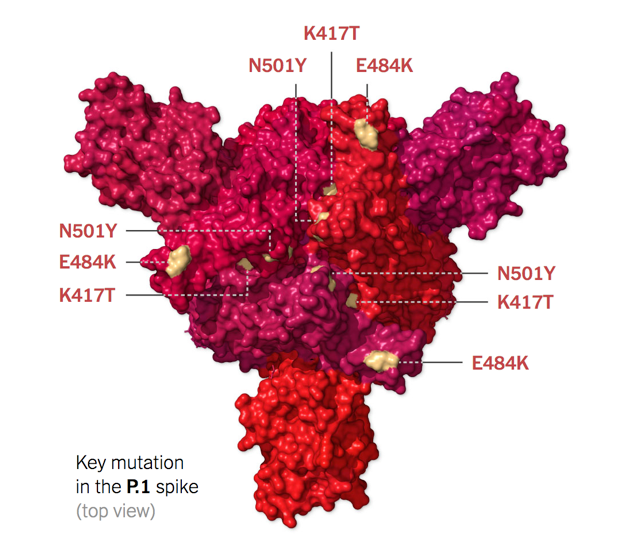 K417T
N501Y E484K
N501Y
E484K
K417T
N501Y
K417T
E484K
Key mutation
in the P.1 spike
(top view)